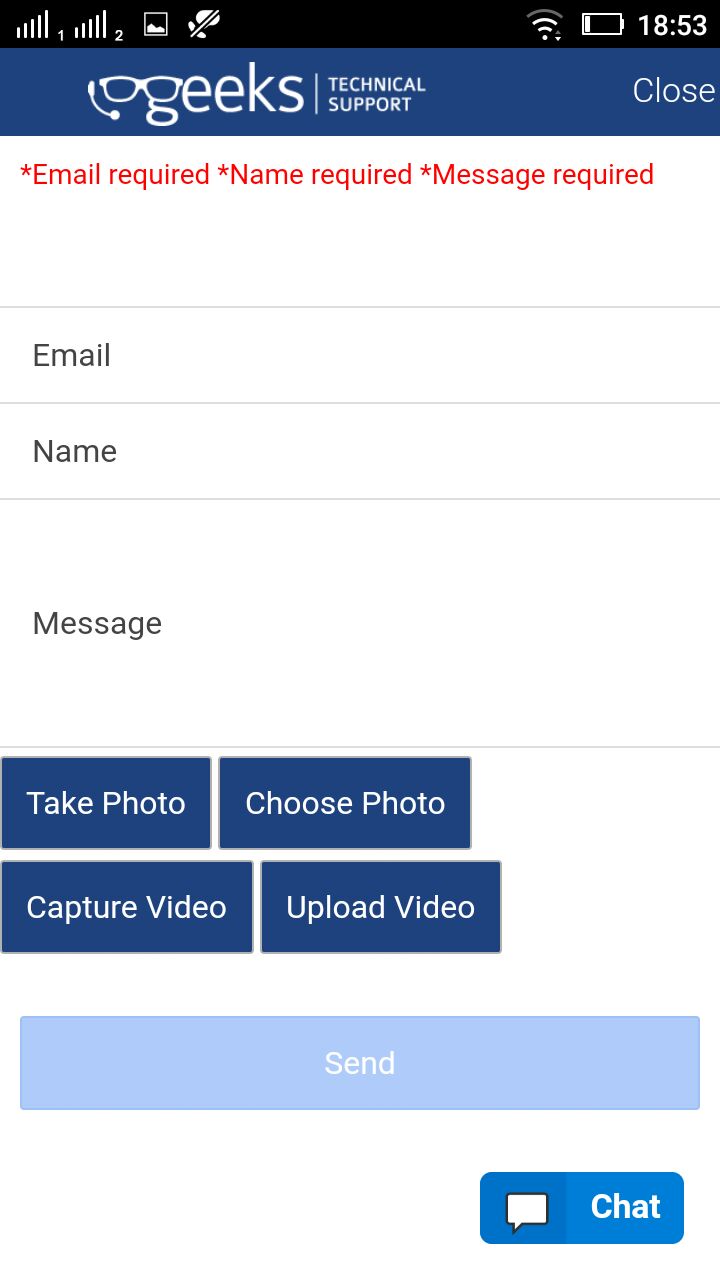 1 2 18:53
geeks TECHNICAL SUPPORT Close
*Email required *Name required *Message required
Email
Name
Message
Take Photo Choose Photo
Capture Video Upload Video
Send
Chat